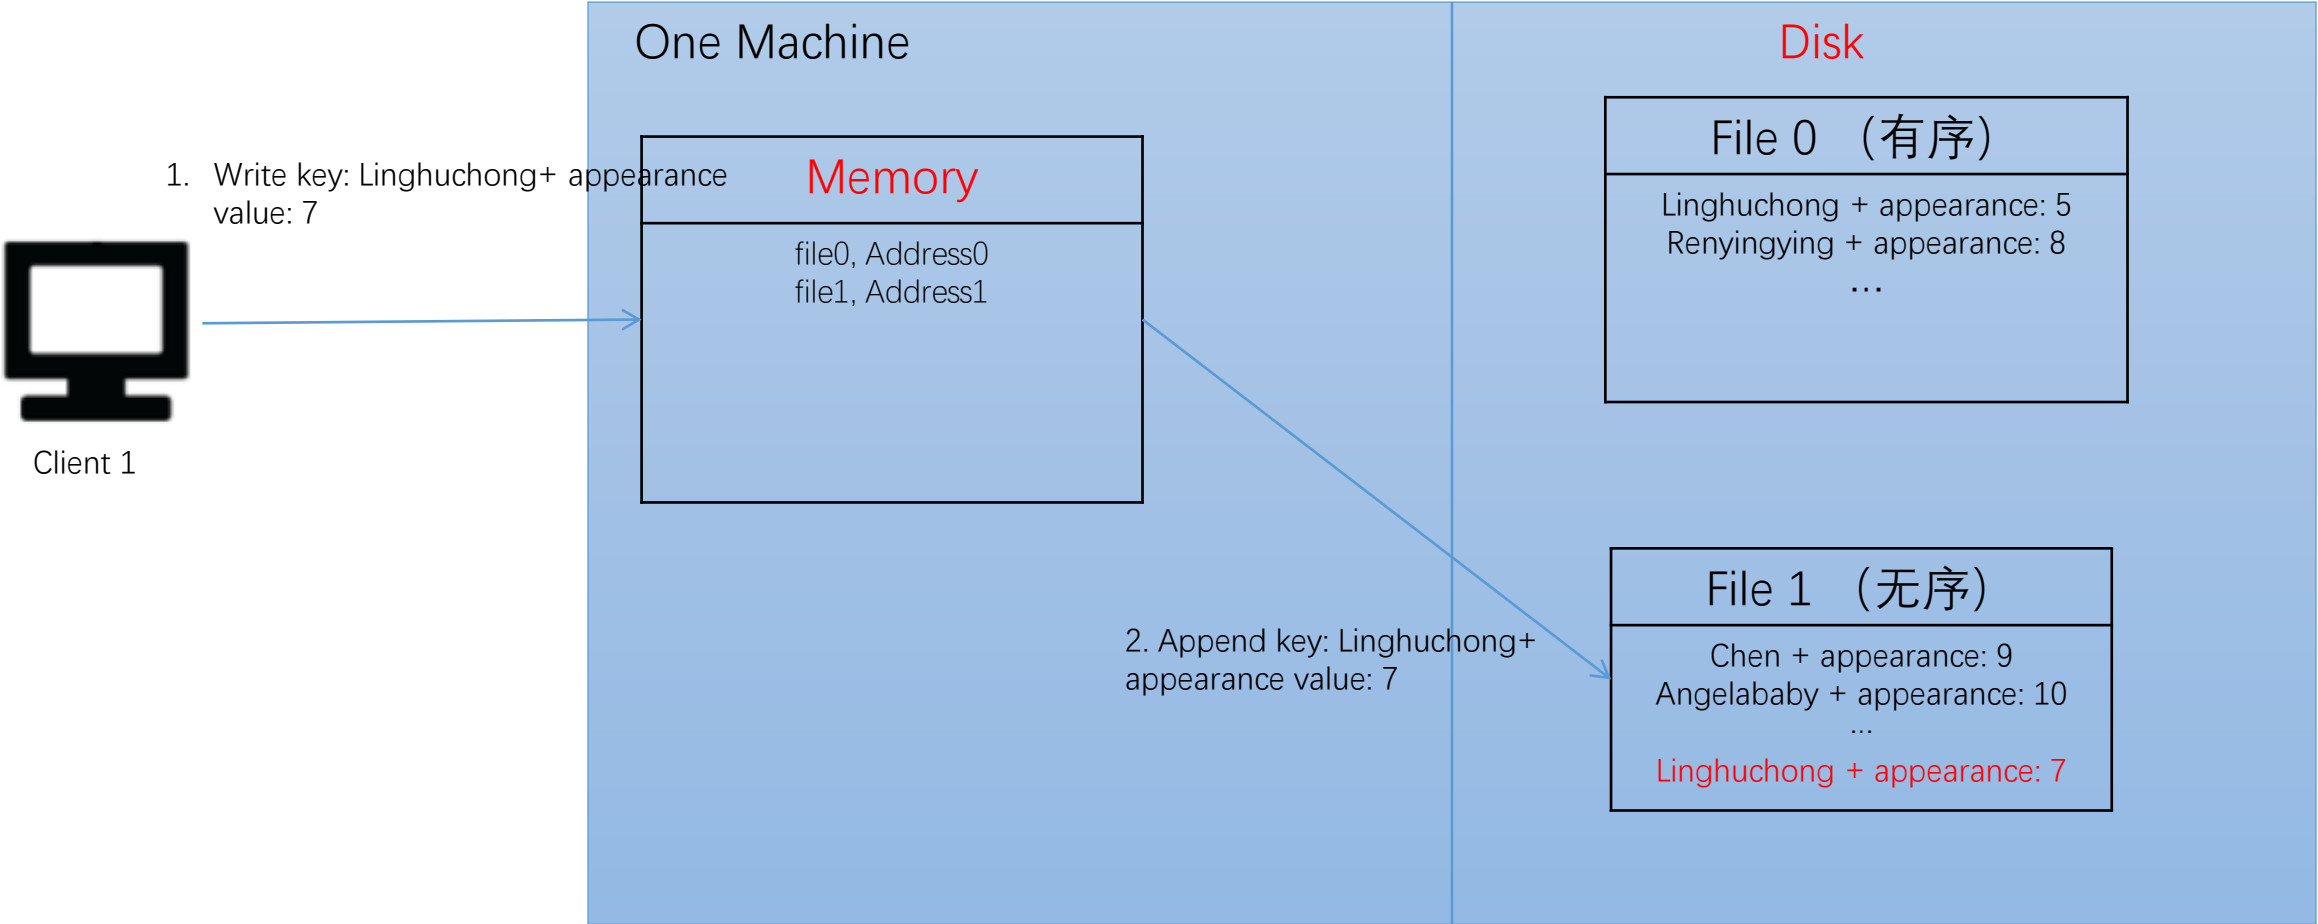 One Machine
Disk
1. Write key: Linghuchong+ appearance
value: 7
Client 1
Memory
file0, Address0
file1, Address1
File 0 （有序）
Linghuchong + appearance: 5
Renyingying + appearance: 8
...
2. Append key: Linghuchong+
appearance value: 7
File 1 （无序）
Chen + appearance: 9
Angelababy + appearance: 10
...
Linghuchong + appearance: 7